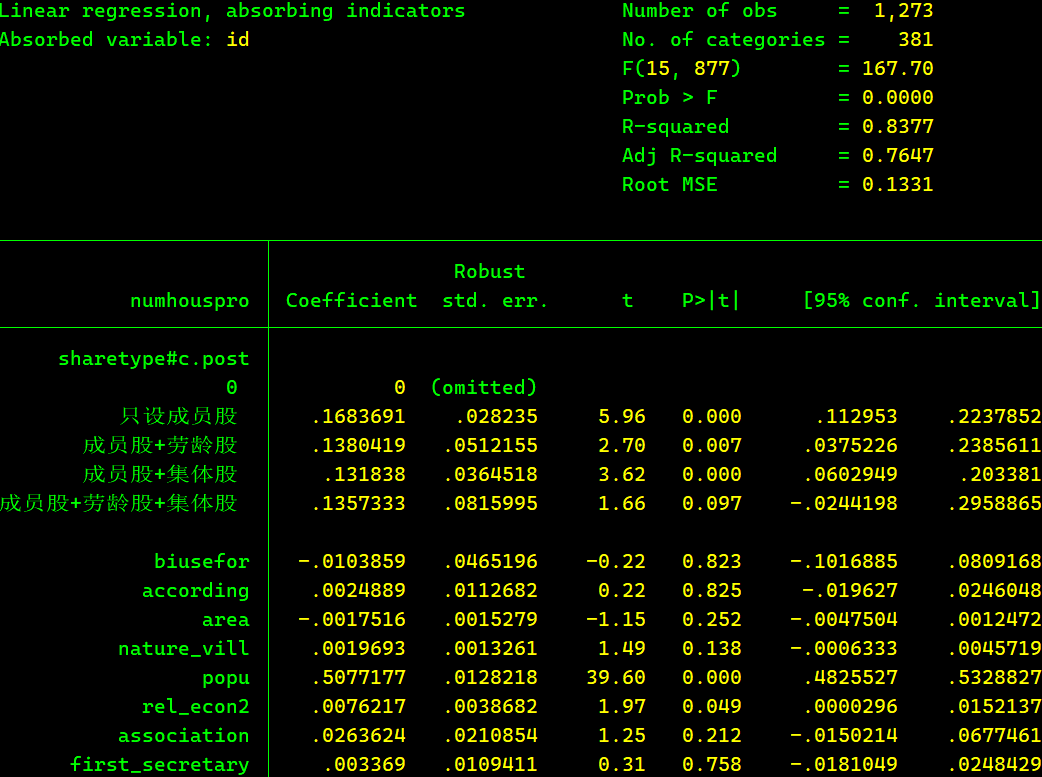 Linear regression, absorbing indicators Number of obs = 1,273
Absorbed variable: id No. of categories = 381
F(15, 877) = 167.70
Prob > F = 0.0000
R-squared = 0.8377
Adj R-squared = 0.7647
Root MSE = 0.1331
Robust
numhouspro Coefficient std. err. t P>|t| [95% conf. interval]
sharetype#c.post
0 0 (omitted)
只设成员股 .1683691 .028235 5.96 0.000 .112953 .2237852
成员股+劳龄股 .1380419 .0512155 2.70 0.007 .0375226 .2385611
成员股+集体股 .131838 .0364518 3.62 0.000 .0602949 .203381
成员股+劳龄股+集体股 .1357333 .0815995 1.66 0.097 -.0244198 .2958865
biusefor -.0103859 .0465196 -0.22 0.823 -.1016885 .0809168
according .0024889 .0112682 0.22 0.825 -.019627 .0246048
area -.0017516 .0015279 -1.15 0.252 -.0047504 .0012472
nature_vill .0019693 .0013261 1.49 0.138 -.0006333 .0045719
popu .5077177 .0128218 39.60 0.000 .4825527 .5328827
rel_econ2 .0076217 .0038682 1.97 0.049 .0000296 .0152137
association .0263624 .0210854 1.25 0.212 -.0150214 .0677461
first_secretary .003369 .0109411 0.31 0.758 -.0181049 .0248429